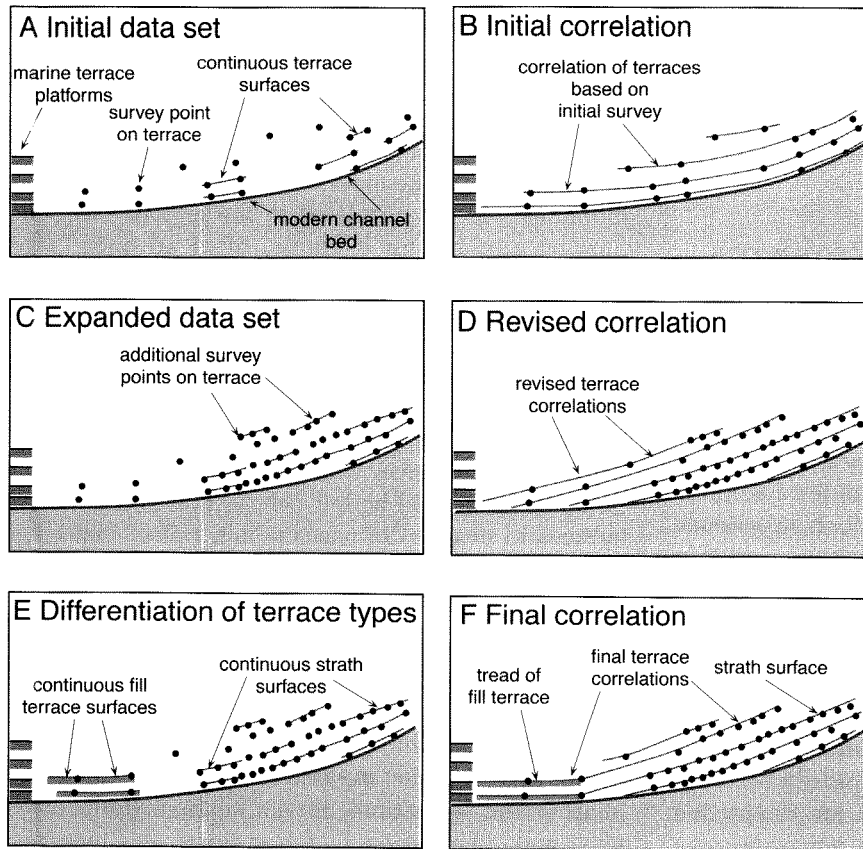 A Initial data set
marine terrace
platforms
continuous terrace
surfaces
survey point
on terrace
modern channel
bed
B Initial correlation
correlation of terraces
based on
initial survey
C Expanded data set
additional survey
points on terrace
D Revised correlation
revised terrace
correlations
E Differentiation of terrace types
continuous fill
terrace surfaces
continuous strath
surfaces
F Final correlation
tread of
fill terrace
final terrace
correlations
strath surface